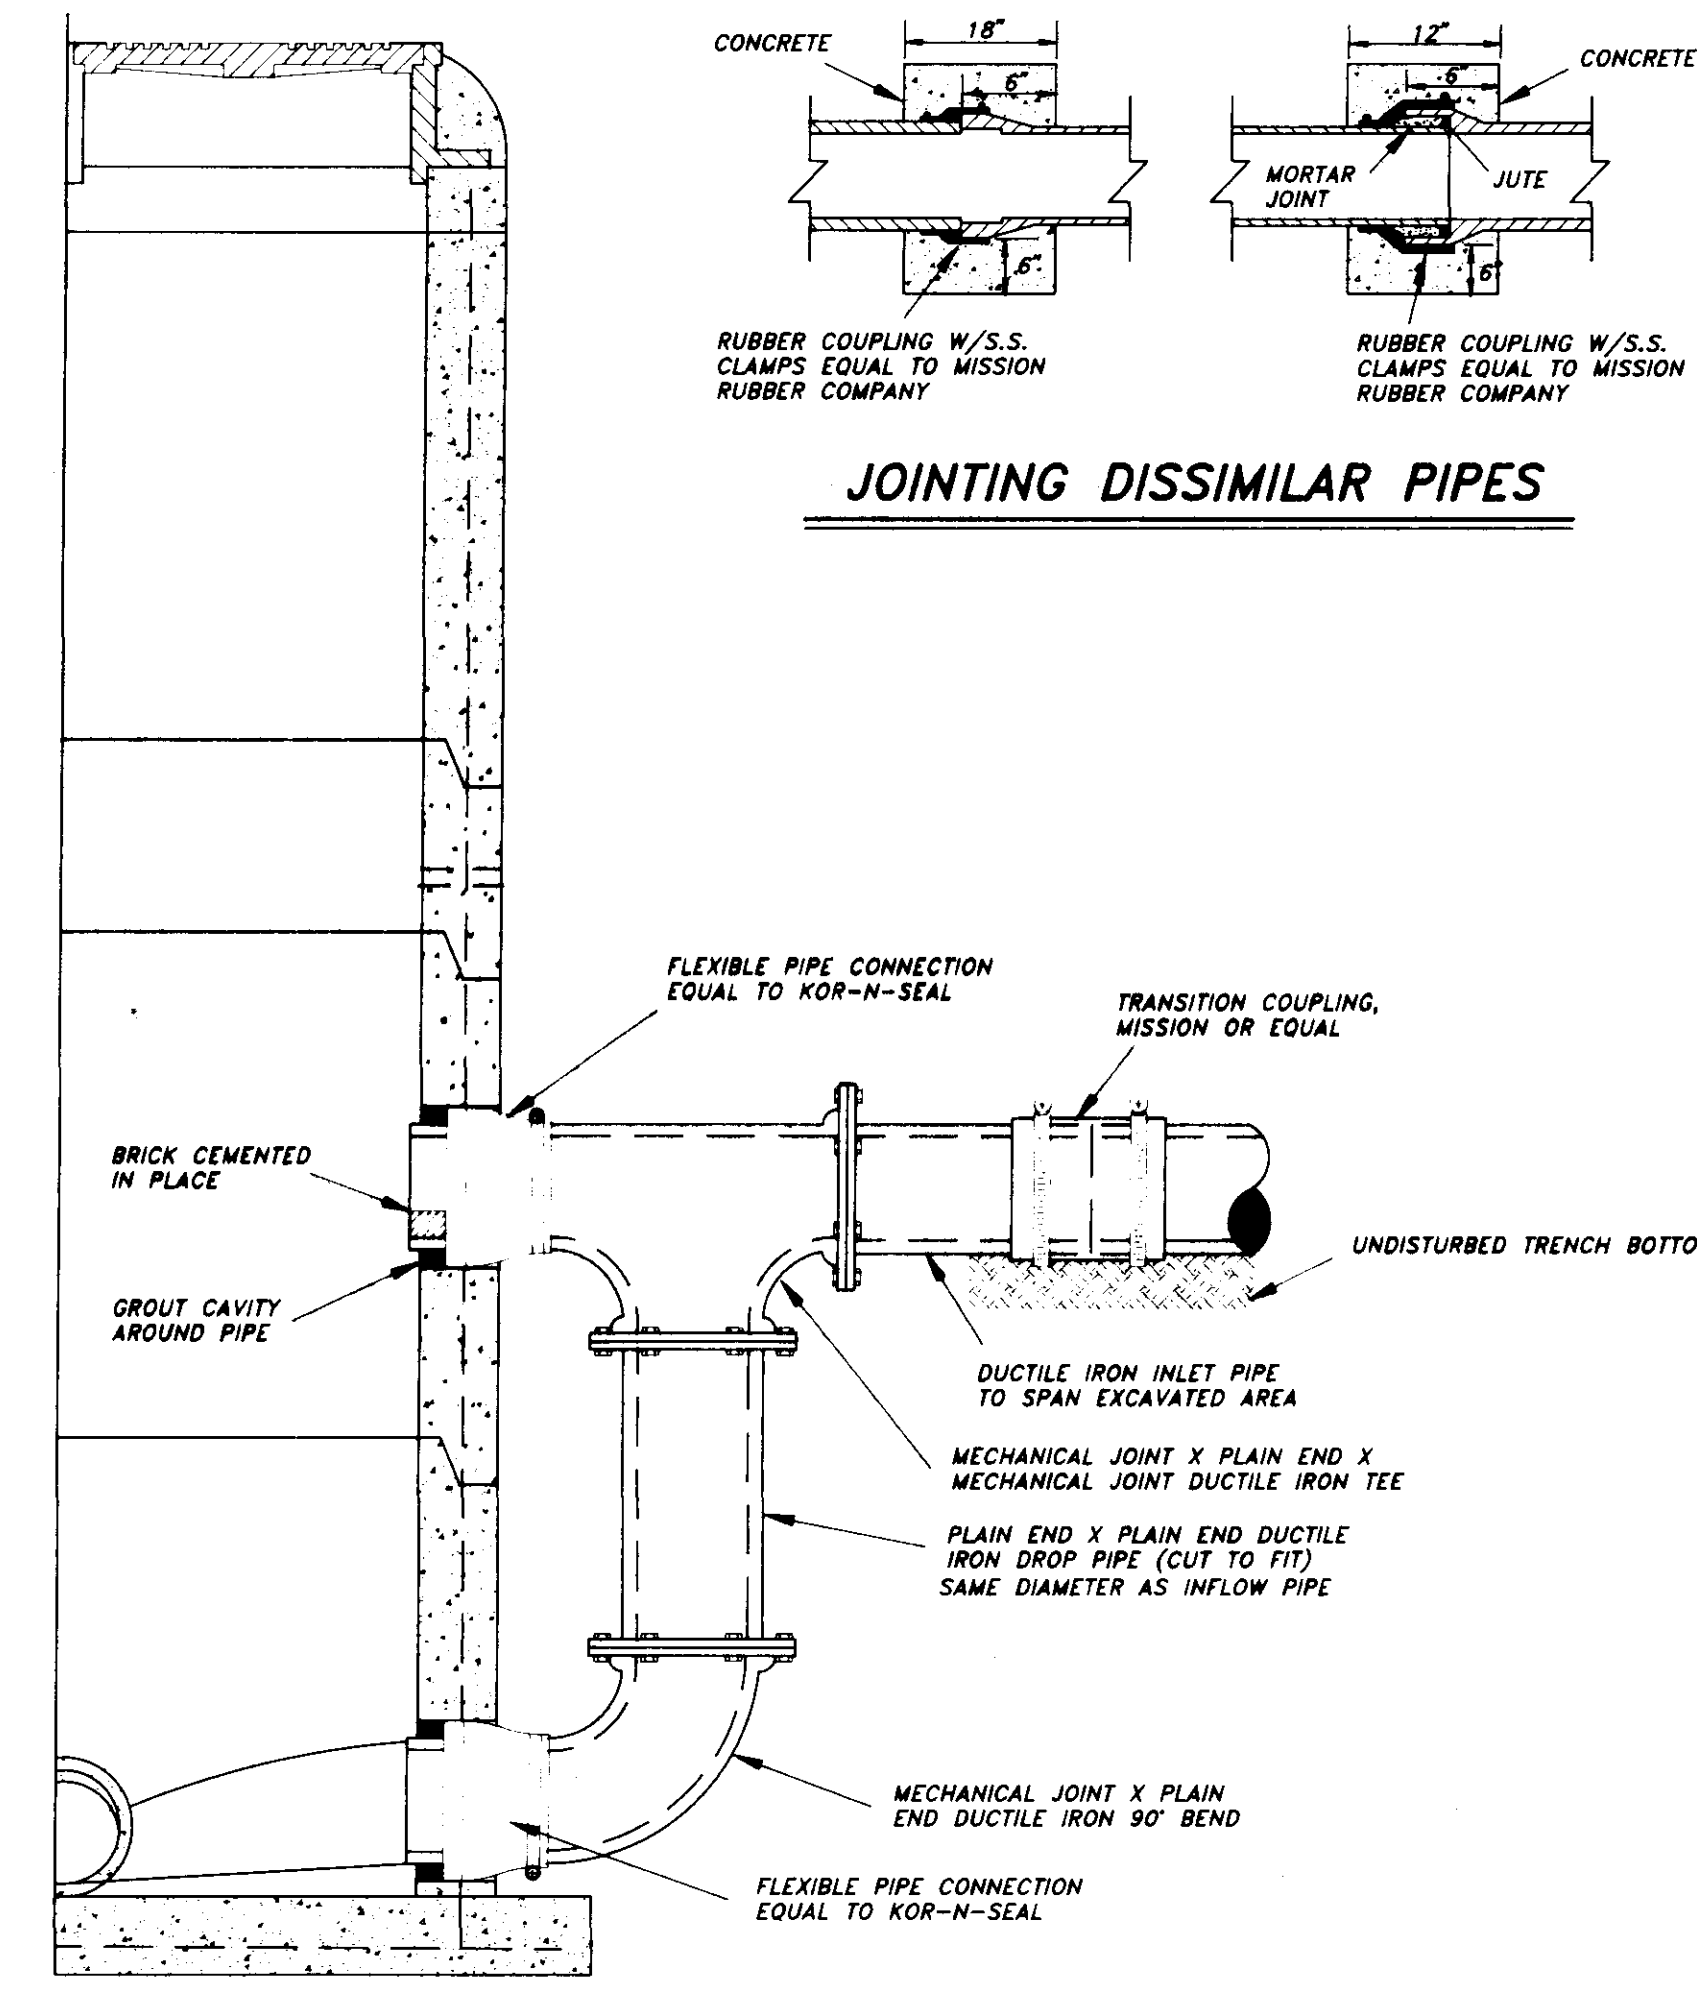 CONCRETE
18"
6"
6"
RUBBER COUPLING W/S.S.
CLAMPS EQUAL TO MISSION
RUBBER COMPANY
12"
6"
CONCRETE
MORTAR
JOINT
JUTE
6"
RUBBER COUPLING W/S.S.
CLAMPS EQUAL TO MISSION
RUBBER COMPANY
JOINTING DISSIMILAR PIPES
FLEXIBLE PIPE CONNECTION
EQUAL TO KOR-N-SEAL
TRANSITION COUPLING,
MISSION OR EQUAL
BRICK CEMENTED
IN PLACE
UNDISTURBED TRENCH BOTTO
GROUT CAVITY
AROUND PIPE
DUCTILE IRON INLET PIPE
TO SPAN EXCAVATED AREA
MECHANICAL JOINT X PLAIN END X
MECHANICAL JOINT DUCTILE IRON TEE
PLAIN END X PLAIN END DUCTILE
IRON DROP PIPE (CUT TO FIT)
SAME DIAMETER AS INFLOW PIPE
MECHANICAL JOINT X PLAIN
END DUCTILE IRON 90° BEND
FLEXIBLE PIPE CONNECTION
EQUAL TO KOR-N-SEAL